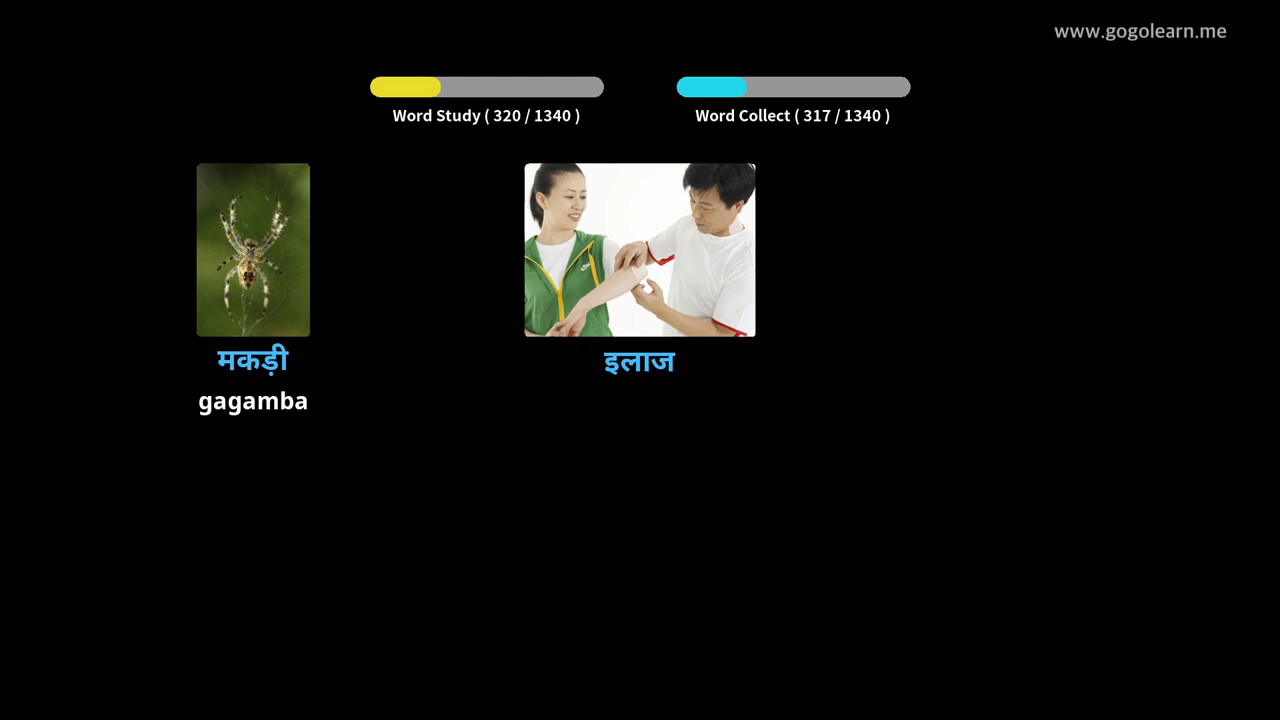 www.gogolearn.me
Word Study ( 320 / 1340 )
Word Collect ( 317 / 1340 )
मकड़ी
gagamba
इलाज